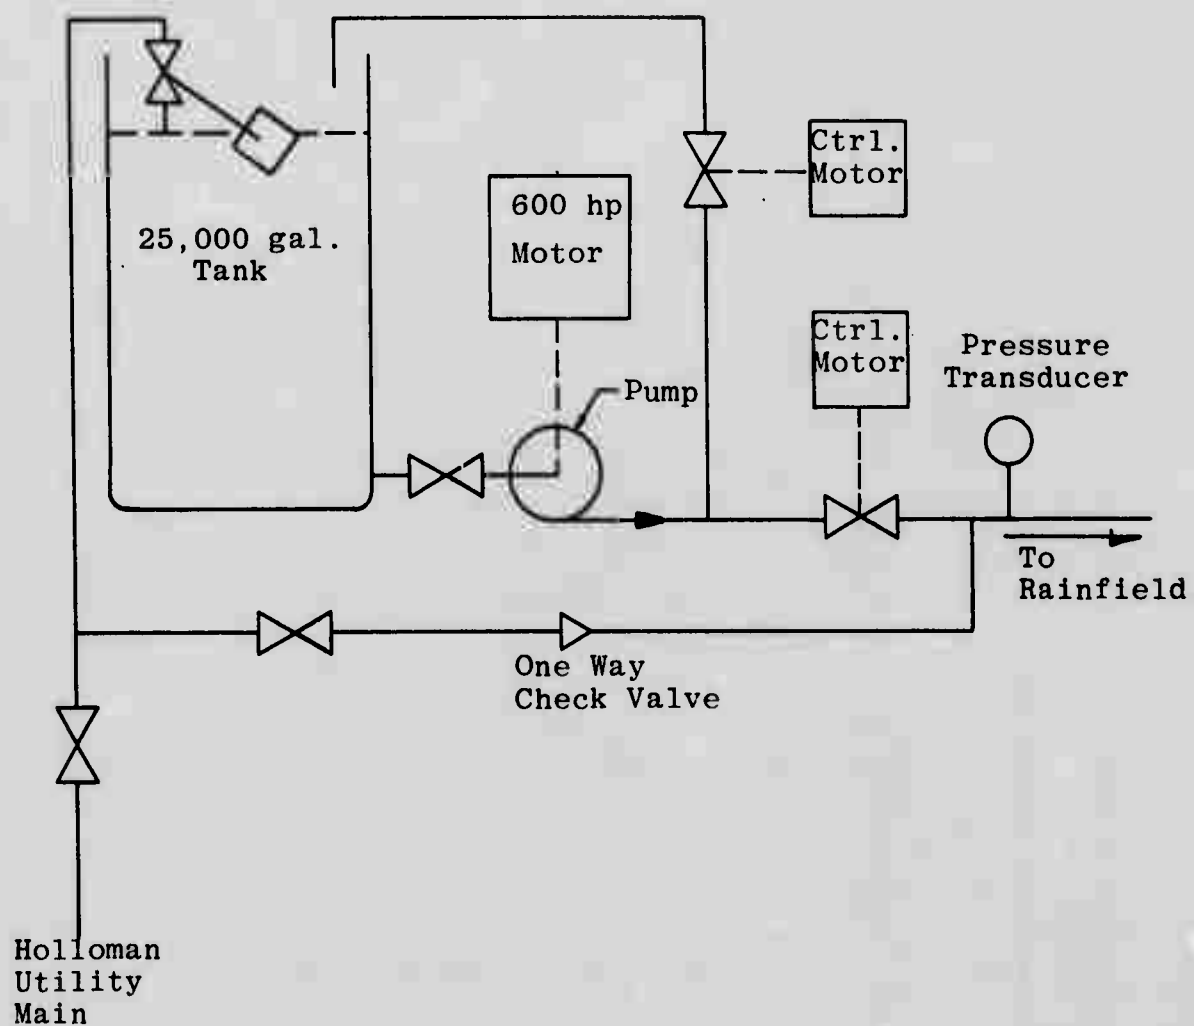 25,000 gal.
Tank
600 hp
Motor
Ctrl.
Motor
Ctrl.
Motor
Pressure
Transducer
Pump
To
Rainfield
One Way
Check Valve
Holloman
Utility
Main